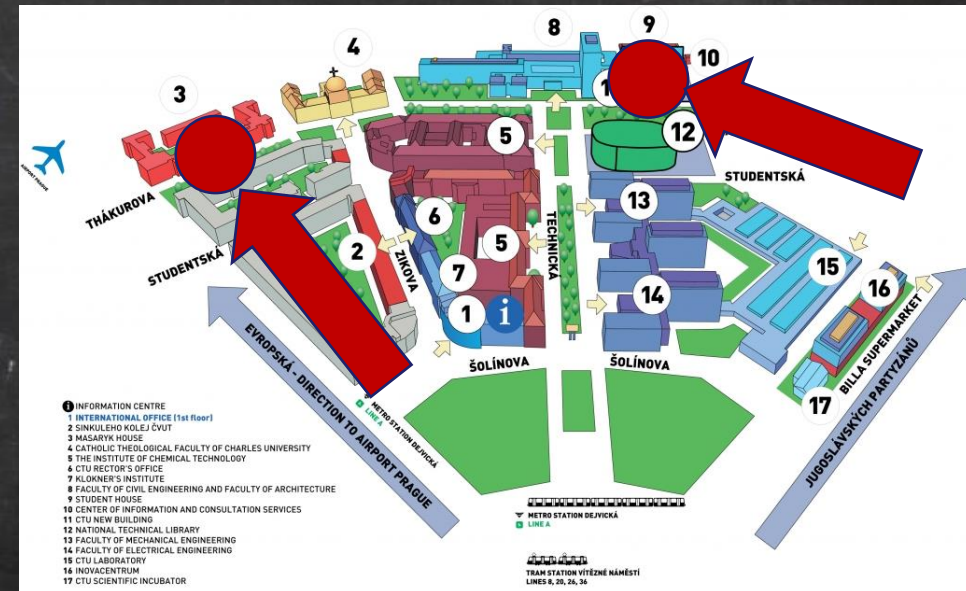 8
9
10
4
3
1
5
12
AIRPORT PRAGUE
STUDENTSKÁ
THÁKUROVA
13
6
TECHNICKÁ
STUDENTSKÁ
2
ZIKOVA
5
15
7
16
14
1
i
ŠOLÍNOVA
ŠOLÍNOVA
BILLA SUPERMARKET
17
EVROPSKÁ - DIRECTION TO AIRPORT PRAGUE
METRO STATION DEJVICKÁ
LINE A
JUGOSLÁVSKÝCH PARTYZÁNŮ
i INFORMATION CENTRE
1 INTERNATIONAL OFFICE (1st floor)
2 SINKULEHO KOLEJ ČVUT
3 MASARYK HOUSE
4 CATHOLIC THEOLOGICAL FACULTY OF CHARLES UNIVERSITY
5 THE INSTITUTE OF CHEMICAL TECHNOLOGY
6 CTU RECTOR'S OFFICE
7 KLOKNER'S INSTITUTE
8 FACULTY OF CIVIL ENGINEERING AND FACULTY OF ARCHITECTURE
9 STUDENT HOUSE
10 CENTER OF INFORMATION AND CONSULTATION SERVICES
11 CTU NEW BUILDING
12 NATIONAL TECHNICAL LIBRARY
13 FACULTY OF MECHANICAL ENGINEERING
14 FACULTY OF ELECTRICAL ENGINEERING
15 CTU LABORATORY
16 INOVACENTRUM
17 CTU SCIENTIFIC INCUBATOR
METRO STATION DEJVICKÁ
LINE A
TRAM STATION VÍTĚZNÉ NÁMĚSTÍ
LINES 8, 20, 26, 36